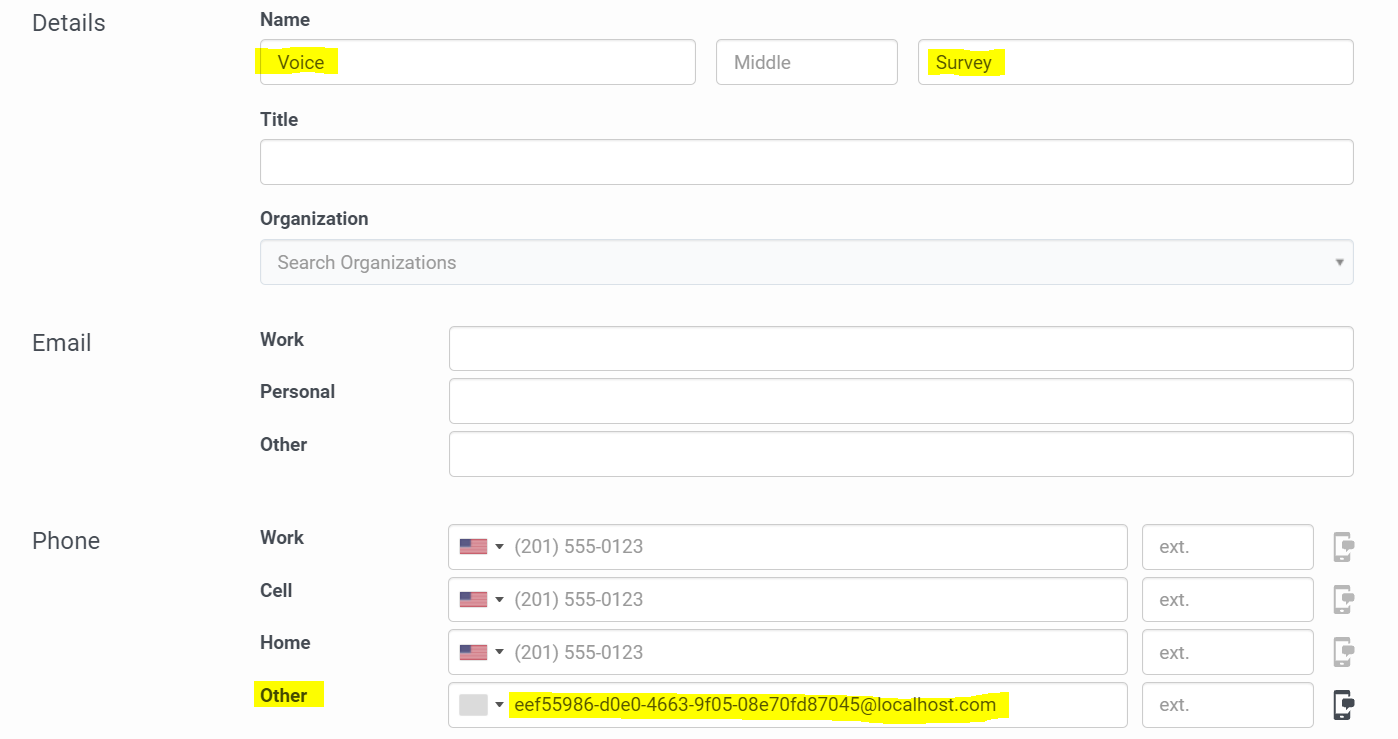 Details
Name
Voice
Middle
Survey
Title
Organization
Search Organizations
Email
Work
Personal
Other
Phone
Work
(201) 555-0123
ext.
Cell
(201) 555-0123
ext.
Home
(201) 555-0123
ext.
Other
eef55986-d0e0-4663-9f05-08e70fd87045@localhost.com
ext.